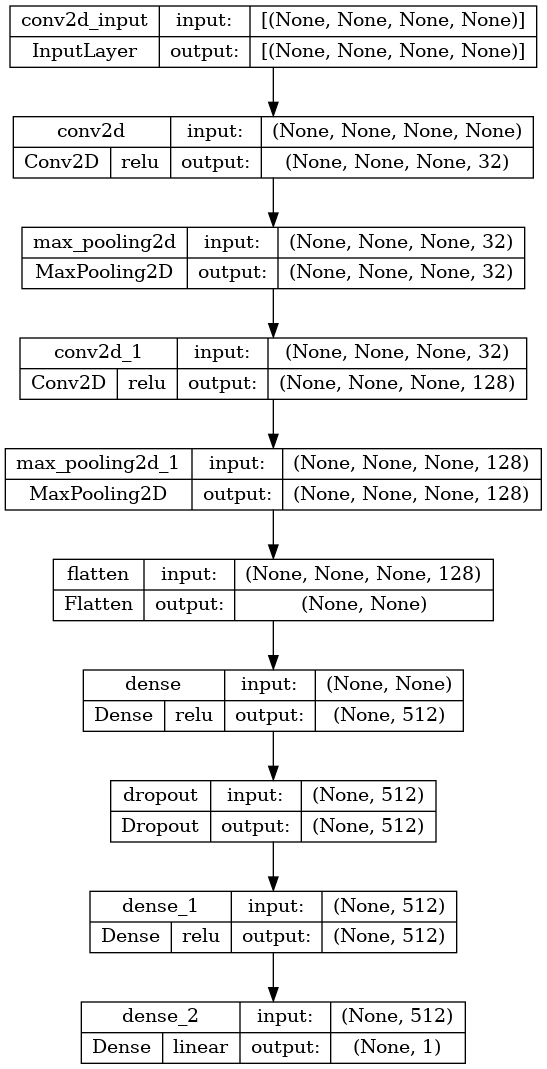 conv2d_input input: [(None, None, None, None)]
InputLayer output: [(None, None, None, None)]
conv2d input: (None, None, None, None)
Conv2D relu output: (None, None, None, 32)
max_pooling2d input: (None, None, None, 32)
MaxPooling2D output: (None, None, None, 32)
conv2d_1 input: (None, None, None, 32)
Conv2D relu output: (None, None, None, 128)
max_pooling2d_1 input: (None, None, None, 128)
MaxPooling2D output: (None, None, None, 128)
flatten input: (None, None, None, 128)
Flatten output: (None, None)
dense input: (None, None)
Dense relu output: (None, 512)
dropout input: (None, 512)
Dropout output: (None, 512)
dense_1 input: (None, 512)
Dense relu output: (None, 512)
dense_2 input: (None, 512)
Dense linear output: (None, 1)